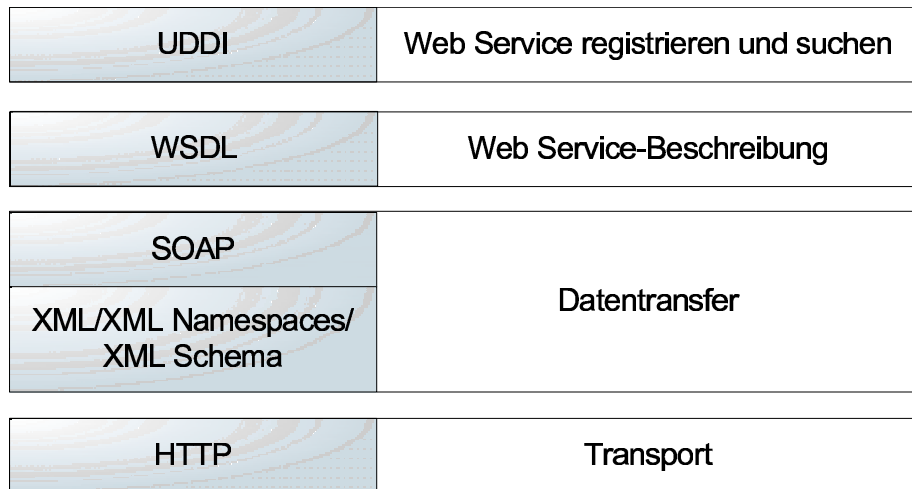 UDDI
Web Service registrieren und suchen
WSDL
Web Service-Beschreibung
SOAP
XML/XML Namespaces/
XML Schema
Datentransfer
HTTP
Transport